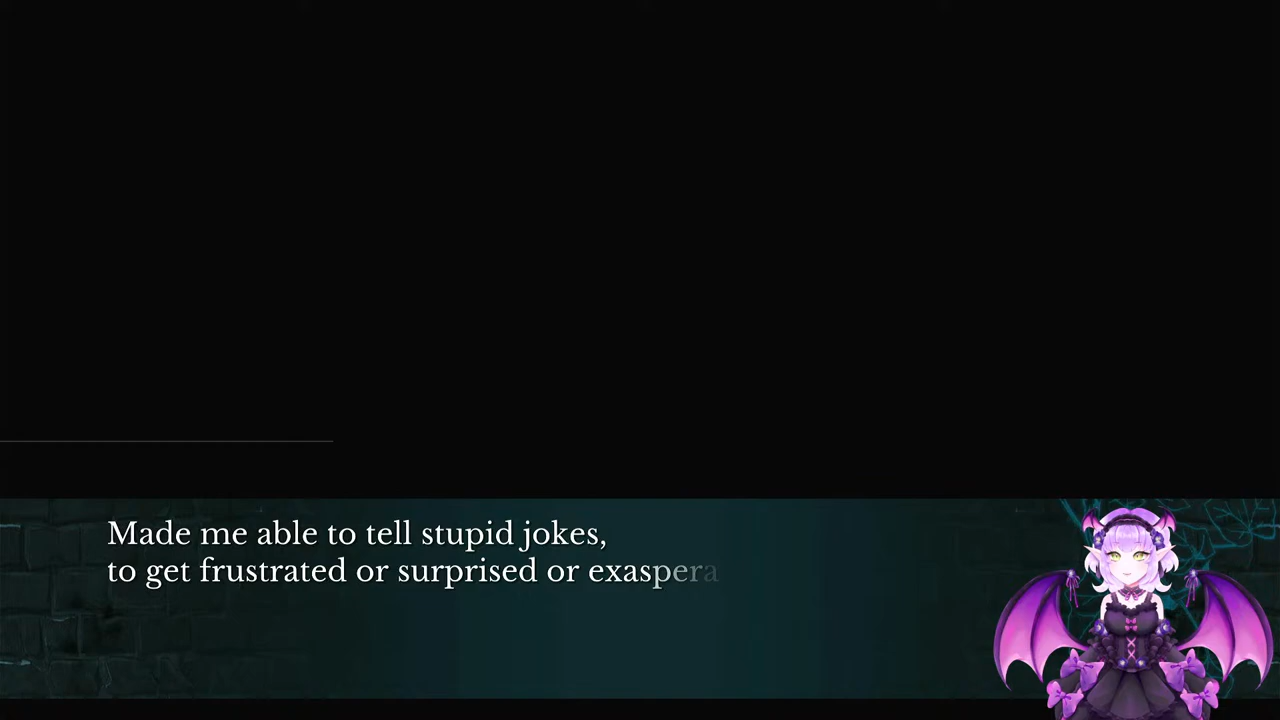 Made me able to tell stupid jokes,
to get frustrated or surprised or exaspera